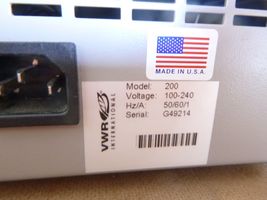 MADE IN U.S.A.
VWR
INTERNATIONAL
Model: 200
Voltage: 100-240
Hz/A: 50/60/1
Serial: G49214